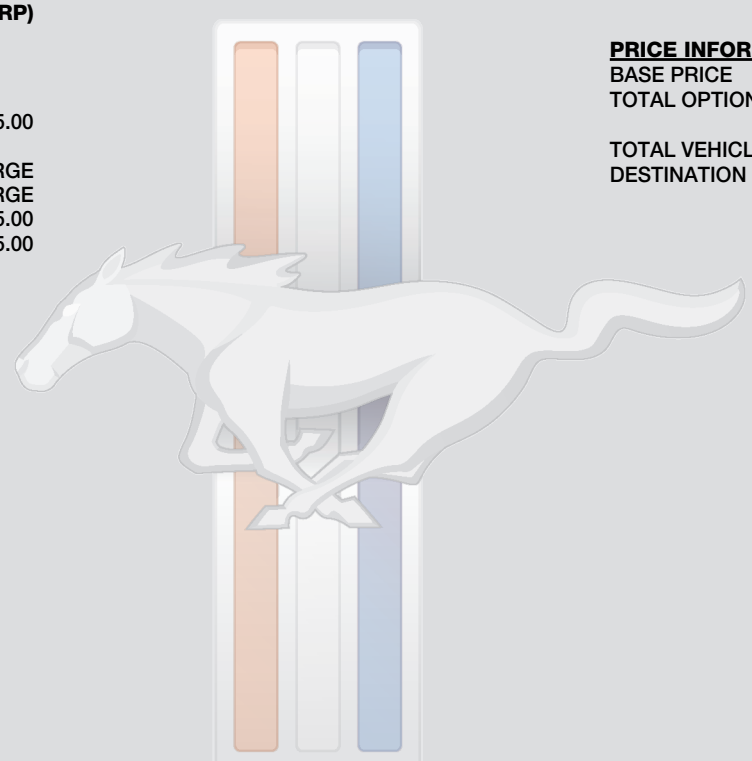 RP)
5.00
RGE
RGE
5.00
5.00
PRICE INFOR
BASE PRICE
TOTAL OPTION
TOTAL VEHICL
DESTINATION